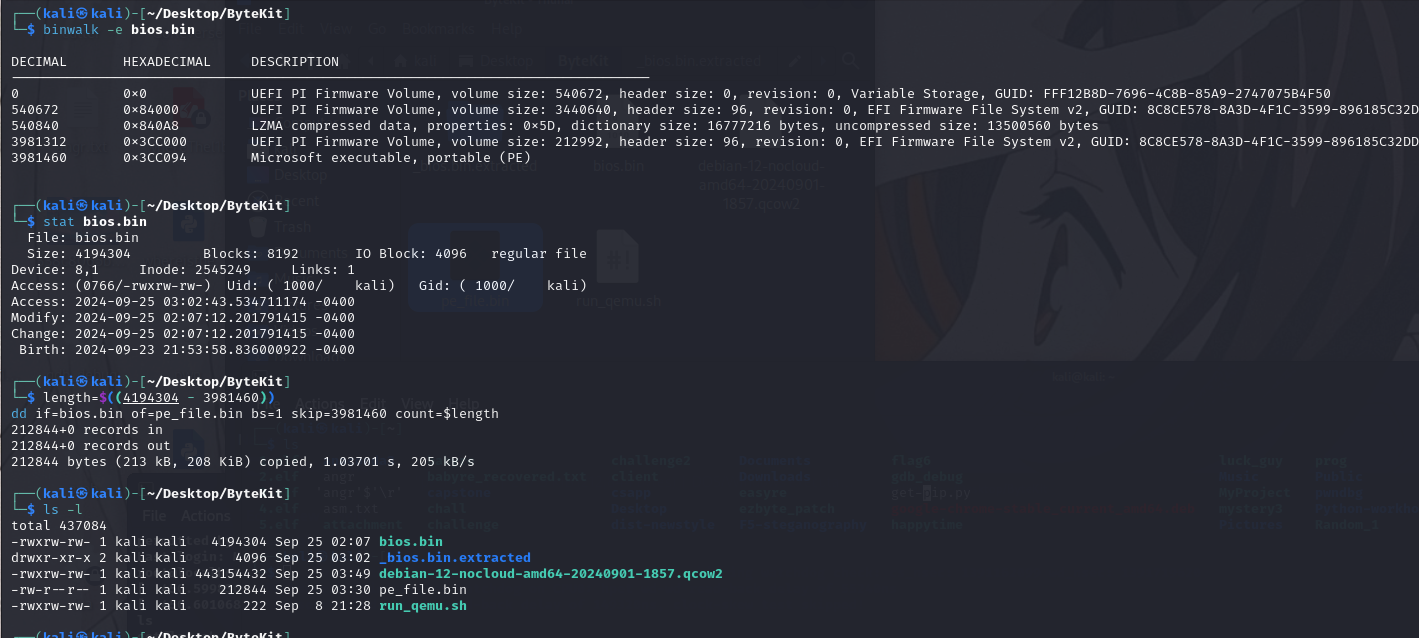 ┌──(kali㉿kali)-[~/Desktop/ByteKit]
└─$ binwalk -e bios.bin
DECIMAL       HEXADECIMAL     DESCRIPTION
--------------------------------------------------------------------------------
0             0×0             UEFI PI Firmware Volume, volume size: 540672, header size: 0, revision: 0, Variable Storage, GUID: FFF12B8D-7696-4C8B-85A9-2747075B4F50
540672        0×84000         UEFI PI Firmware Volume, volume size: 3440640, header size: 96, revision: 0, EFI Firmware File System v2, GUID: 8C8CE578-8A3D-4F1C-3599-896185C32D
540840        0×840A8         LZMA compressed data, properties: 0×5D, dictionary size: 16777216 bytes, uncompressed size: 13500560 bytes
3981312       0×3CC000        UEFI PI Firmware Volume, volume size: 212992, header size: 96, revision: 0, EFI Firmware File System v2, GUID: 8C8CE578-8A3D-4F1C-3599-896185C32DD
3981460       0×3CC094        Microsoft executable, portable (PE)
┌──(kali㉿kali)-[~/Desktop/ByteKit]
└─$ stat bios.bin
  File: bios.bin
  Size: 4194304         Blocks: 8192       IO Block: 4096   regular file
Device: 8,1    Inode: 2545249     Links: 1
Access: (0766/-rwxrw-rw-)  Uid: ( 1000/    kali)   Gid: ( 1000/    kali)
Access: 2024-09-25 03:02:43.534711174 -0400
Modify: 2024-09-25 02:07:12.201791415 -0400
Change: 2024-09-25 02:07:12.201791415 -0400
 Birth: 2024-09-23 21:53:58.836000922 -0400
┌──(kali㉿kali)-[~/Desktop/ByteKit]
└─$ length=$((4194304 - 3981460))
dd if=bios.bin of=pe_file.bin bs=1 skip=3981460 count=$length
212844+0 records in
212844+0 records out
212844 bytes (213 kB, 208 KiB) copied, 1.03701 s, 205 kB/s
┌──(kali㉿kali)-[~/Desktop/ByteKit]
└─$ ls -l
total 437084
-rwxrw-rw- 1 kali kali   4194304 Sep 25 02:07 bios.bin
drwxr-xr-x 2 kali kali      4096 Sep 25 03:02 _bios.bin.extracted
-rwxrw-rw- 1 kali kali 443154432 Sep 25 03:49 debian-12-nocloud-amd64-20240901-1857.qcow2
-rw-r--r-- 1 kali kali    212844 Sep 25 03:30 pe_file.bin
-rwxrw-rw- 1 kali kali       222 Sep  8 21:28 run_qemu.sh
┌──(kali㉿kali)-[~/Desktop/ByteKit]